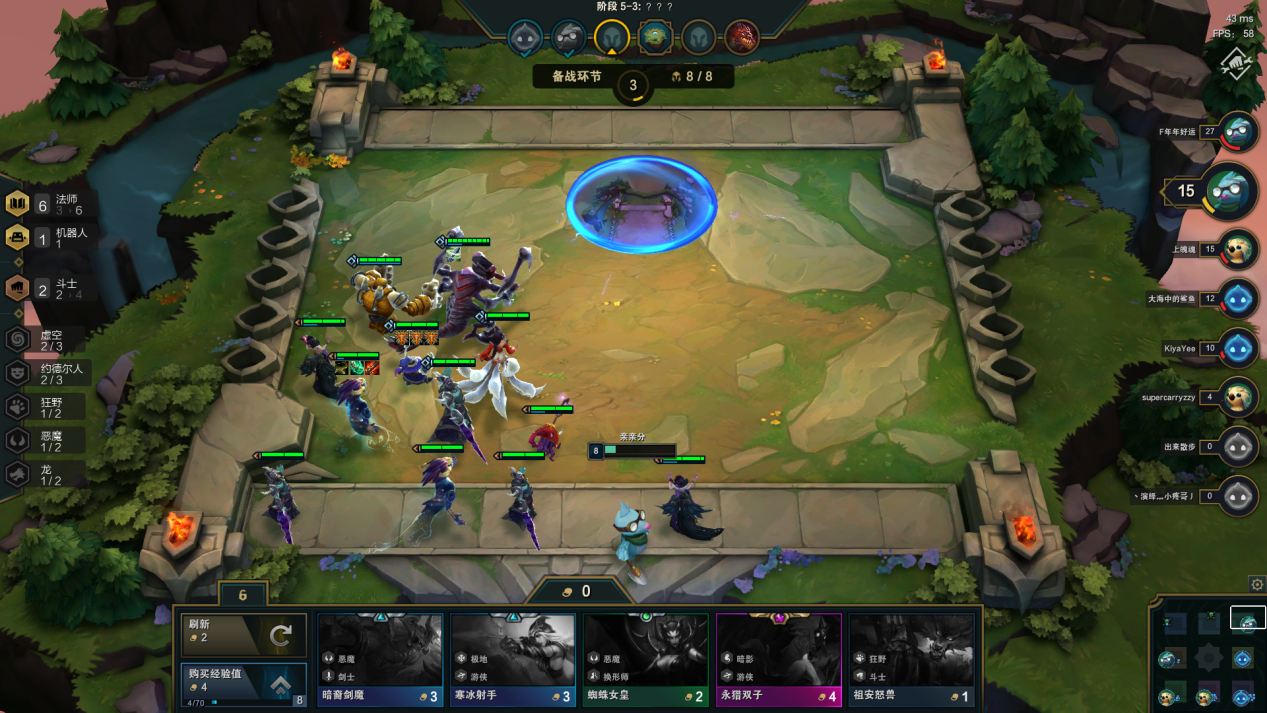 阶段 5-3: ? ? ?
43 ms
FPS: 58
备战环节
3
8 / 8
F年年好运 27
15
上魄魂 15
大海中的鲨鱼 12
KiyaYee 10
supercarryzzy 4
出来散步 0
0
6 法师
3 › 6
1 机器人
1
2 斗士
2 › 4
虚空
2 / 3
约德尔人
2 / 3
狂野
1 / 2
恶魔
1 / 2
龙
1 / 2
亲亲分
8
6
0
刷新
2
购买经验值
4
4/70
8
恶魔
剑士
暗裔剑魔 3
极地
游侠
寒冰射手 3
恶魔
换形师
蜘蛛女皇 2
暗影
游侠
永猎双子 4
狂野
斗士
祖安怒兽 1